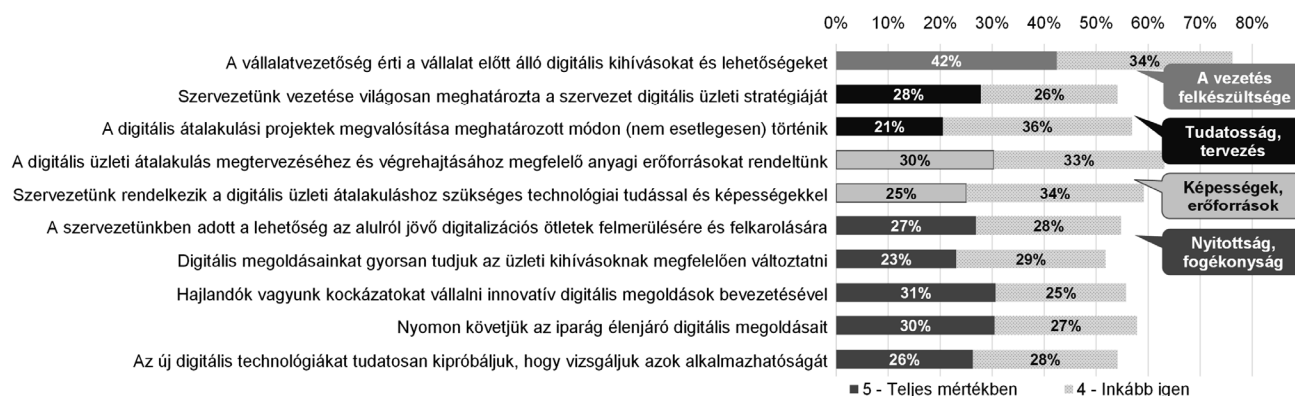 0% 10% 20% 30% 40% 50% 60% 70% 80%
A vállalatvezetőség érti a vállalat előtt álló digitális kihívásokat és lehetőségeket 42% 34%
A vezetés
felkészültsége
Szervezetünk vezetése világosan meghatározta a szervezet digitális üzleti stratégiáját 28% 26%
A digitális átalakulási projektek megvalósítása meghatározott módon (nem esetlegesen) történik 21% 36%
Tudatosság,
tervezés
A digitális üzleti átalakulás megtervezéséhez és végrehajtásához megfelelő anyagi erőforrásokat rendeltünk 30% 33%
Szervezetünk rendelkezik a digitális üzleti átalakuláshoz szükséges technológiai tudással és képességekkel 25% 34%
Képességek,
erőforrások
A szervezetünkben adott a lehetőség az alulról jövő digitalizációs ötletek felmerülésére és felkarolására 27% 28%
Nyitottság,
fogékonyság
Digitális megoldásainkat gyorsan tudjuk az üzleti kihívásoknak megfelelően változtatni 23% 29%
Hajlandók vagyunk kockázatokat vállalni innovatív digitális megoldások bevezetésével 31% 25%
Nyomon követjük az iparág élenjáró digitális megoldásait 30% 27%
Az új digitális technológiákat tudatosan kipróbáljuk, hogy vizsgáljuk azok alkalmazhatóságát 26% 28%
5 - Teljes mértékben 4 - Inkább igen